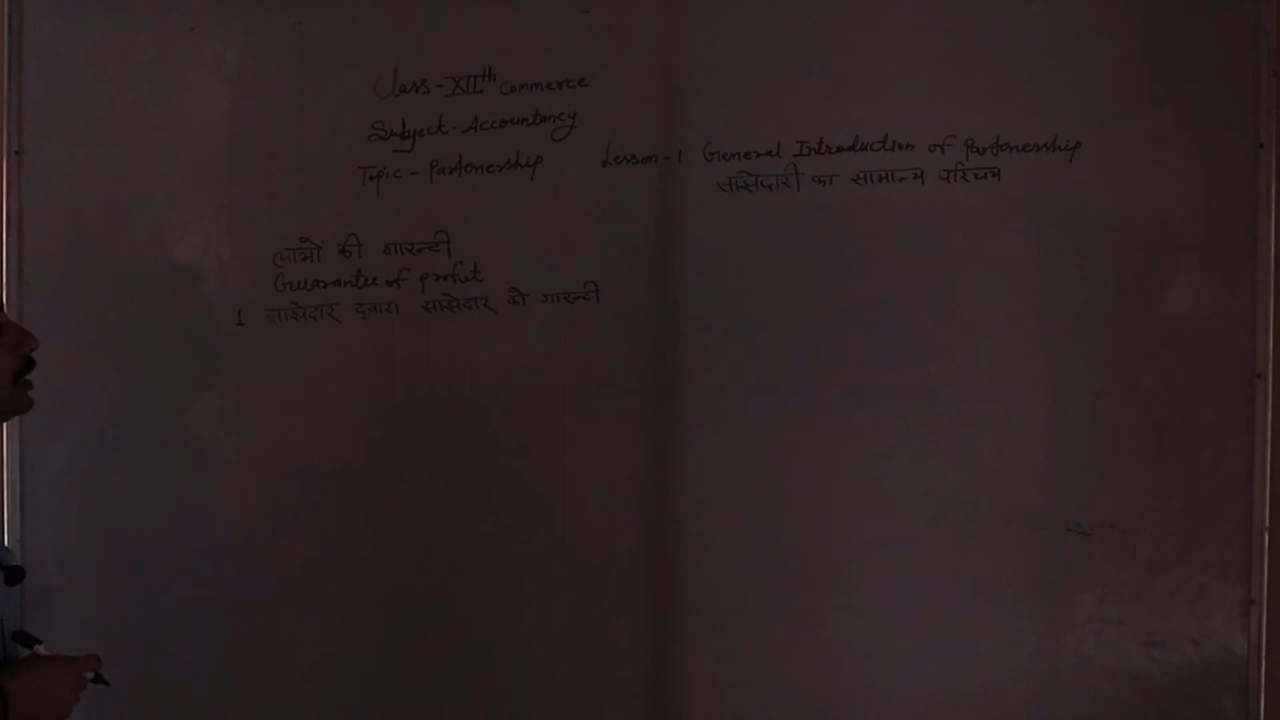 Class - XIIth Commerce
Subject - Accountancy
Topic - Partnership Lesson - 1 General Introduction of Partnership
साझेदारी का सामान्य परिचय
लाभों की गारन्टी
Guarantee of profit
1 साझेदार द्वारा साझेदार को गारन्टी